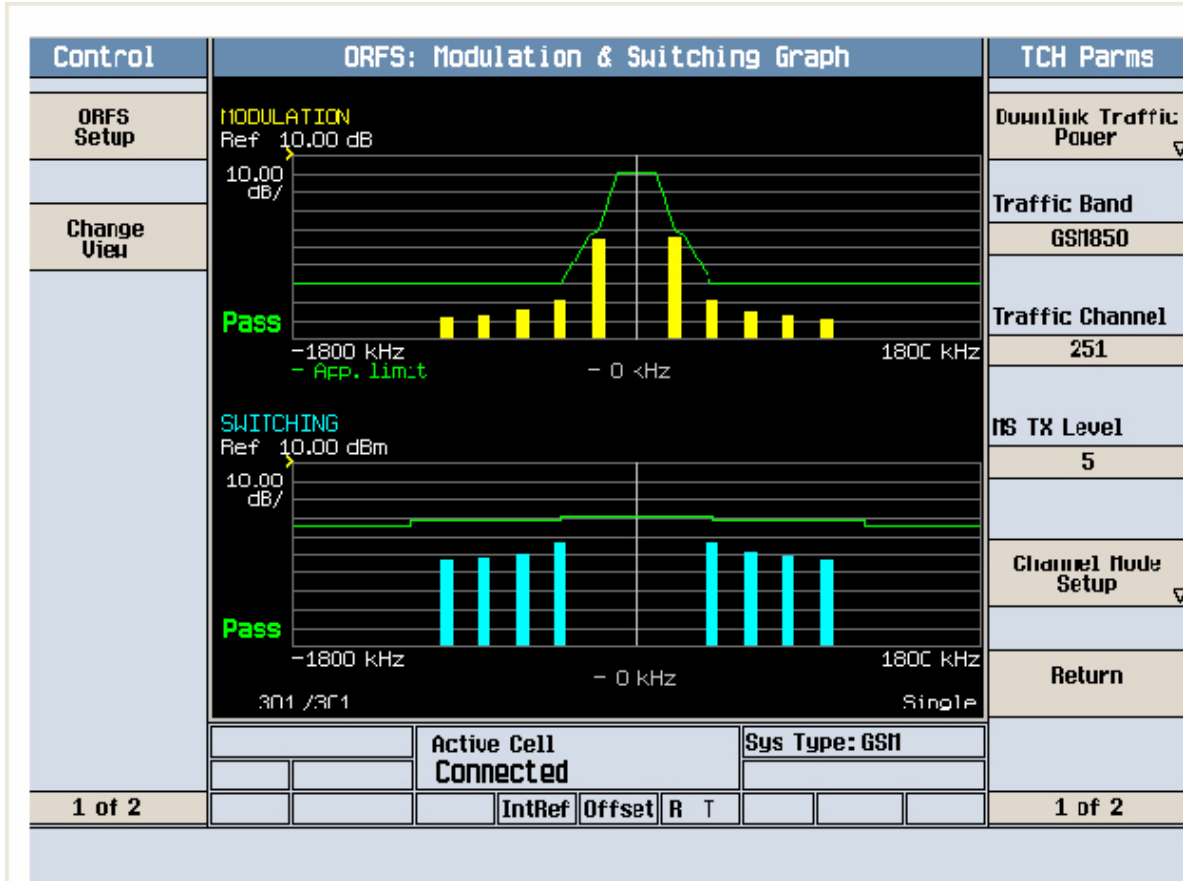 Control
ORFS: Modulation & Switching Graph
TCH Parms
ORFS
Setup
Change
View
1 of 2
MODULATION
Ref 10.00 dB
10.00
dB/
Pass
-1800 kHz
1800 kHz
- App. limit
- 0 kHz
SWITCHING
Ref 10.00 dBm
10.00
dB/
Pass
-1800 kHz
1800 kHz
- 0 kHz
301 /301
Single
Active Cell
Connected
Sys Type: GSM
IntRef
Offset
R T
Downlink Traffic
Power
Traffic Band
GSM850
Traffic Channel
251
MS TX Level
5
Channel Mode
Setup
Return
1 of 2